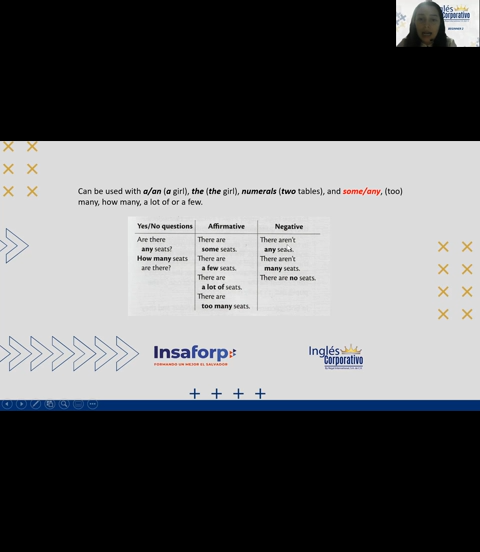 Inglés
Corporativo
BEGINNER 2
Can be used with a/an (a girl), the (the girl), numerals (two tables), and some/any, (too)
many, how many, a lot of or a few.
Yes/No questions Affirmative Negative
Are there There are There aren't
any seats? some seats. any seats.
How many seats There are There aren't
are there? a few seats. many seats.
There are There are no seats.
a lot of seats.
There are
too many seats.
Insaforp
FORMANDO UN MEJOR EL SALVADOR
Inglés
Corporativo